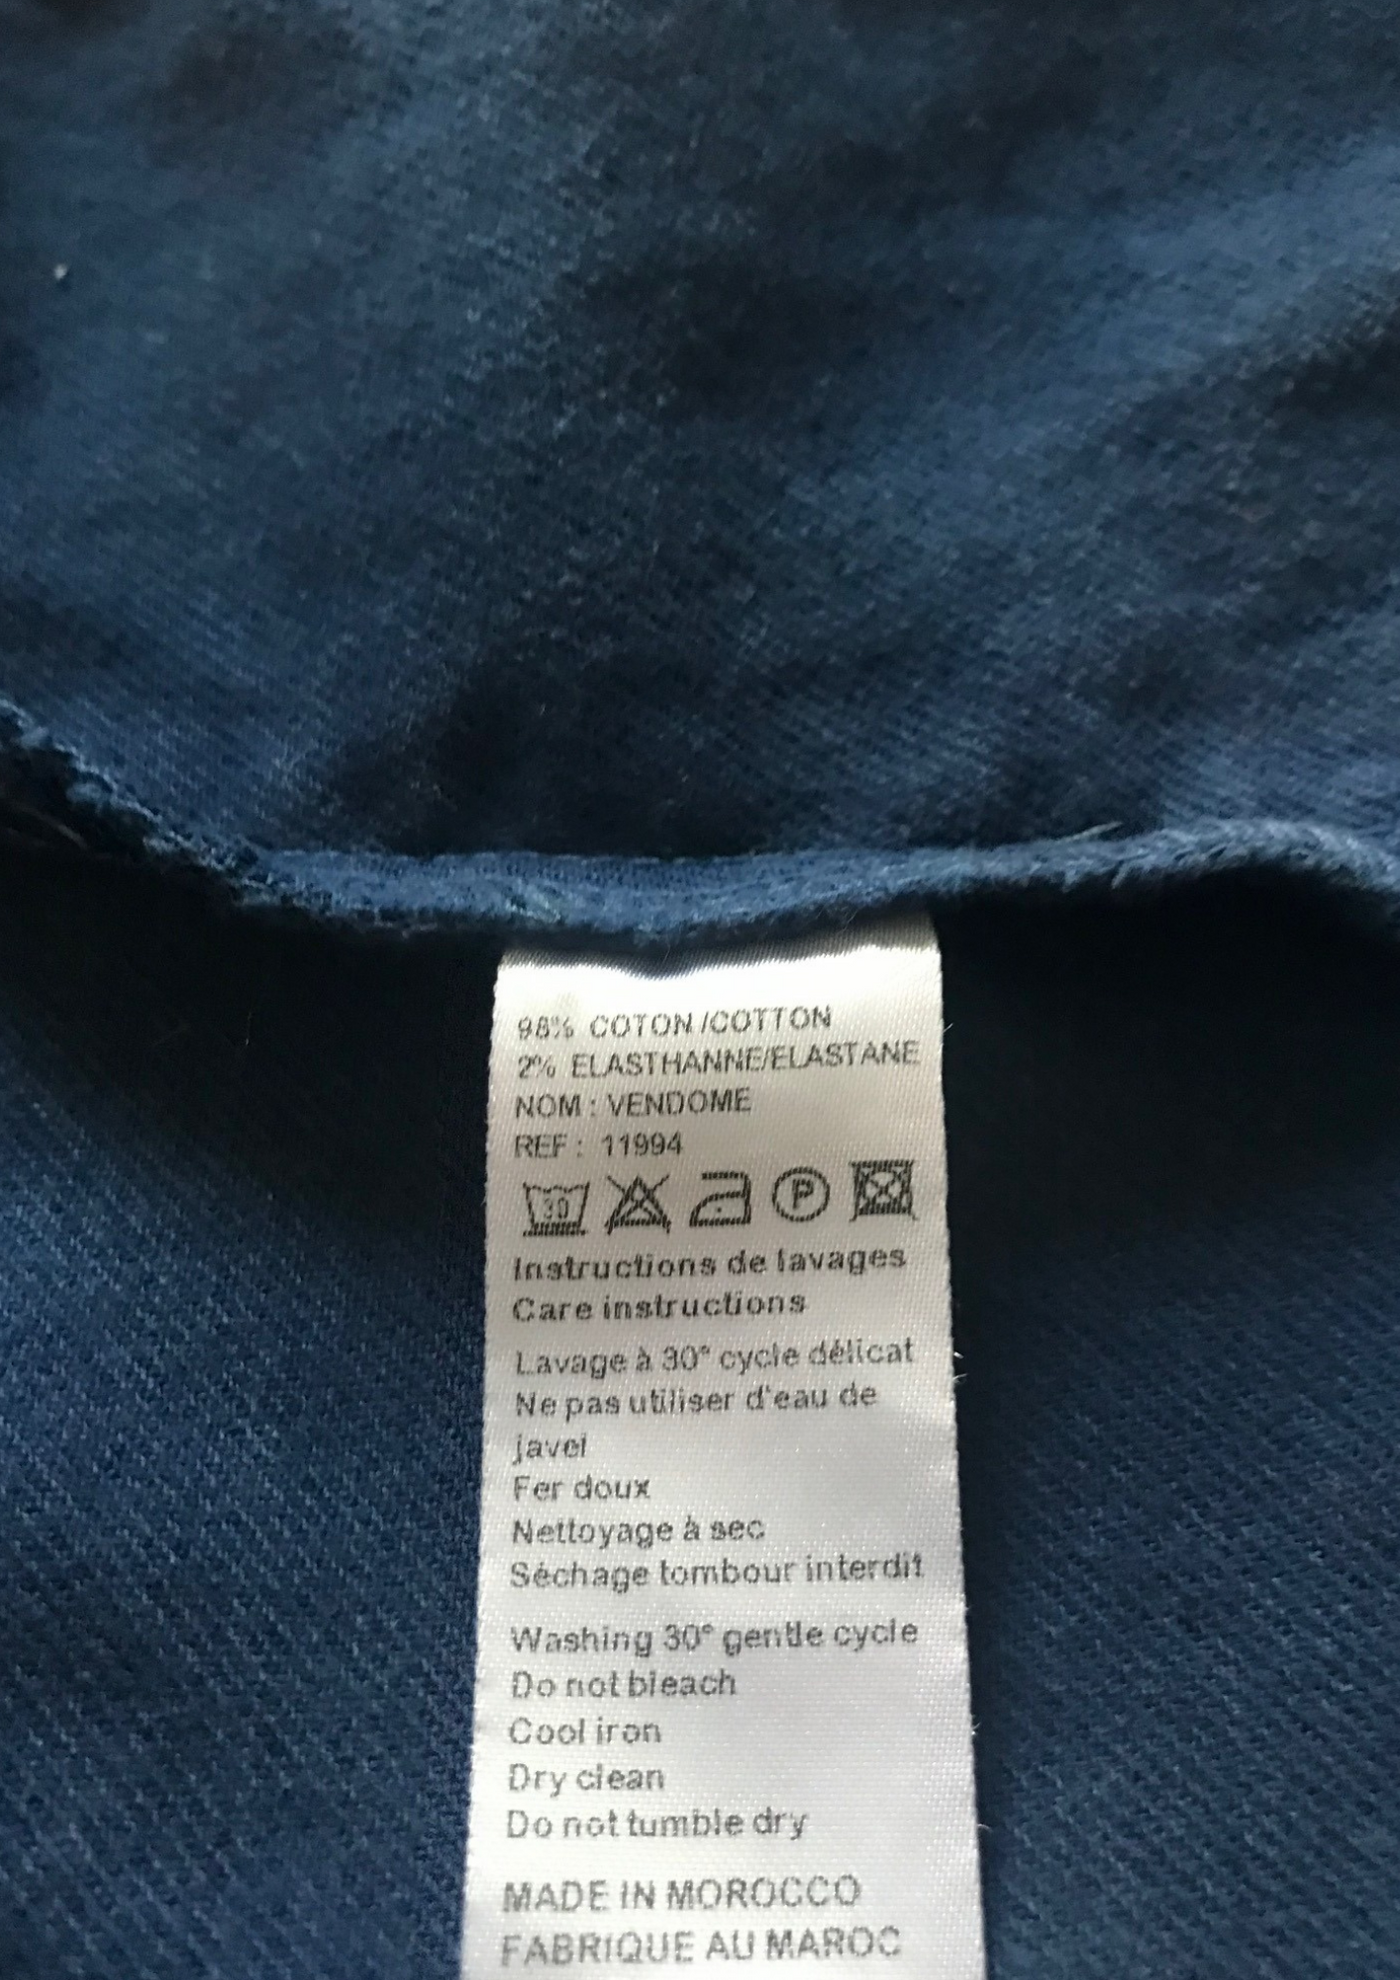 98% COTON/COTTON
2% ELASTHANNE/ELASTANE
NOM : VENDOME
REF : 11994
30 P
Instructions de lavages
Care instructions
Lavage à 30° cycle délicat
Ne pas utiliser d'eau de
javel
Fer doux
Nettoyage à sec
Séchage tombour interdit
Washing 30° gentle cycle
Do not bleach
Cool iron
Dry clean
Do not tumble dry
MADE IN MOROCCO
FABRIQUE AU MAROC